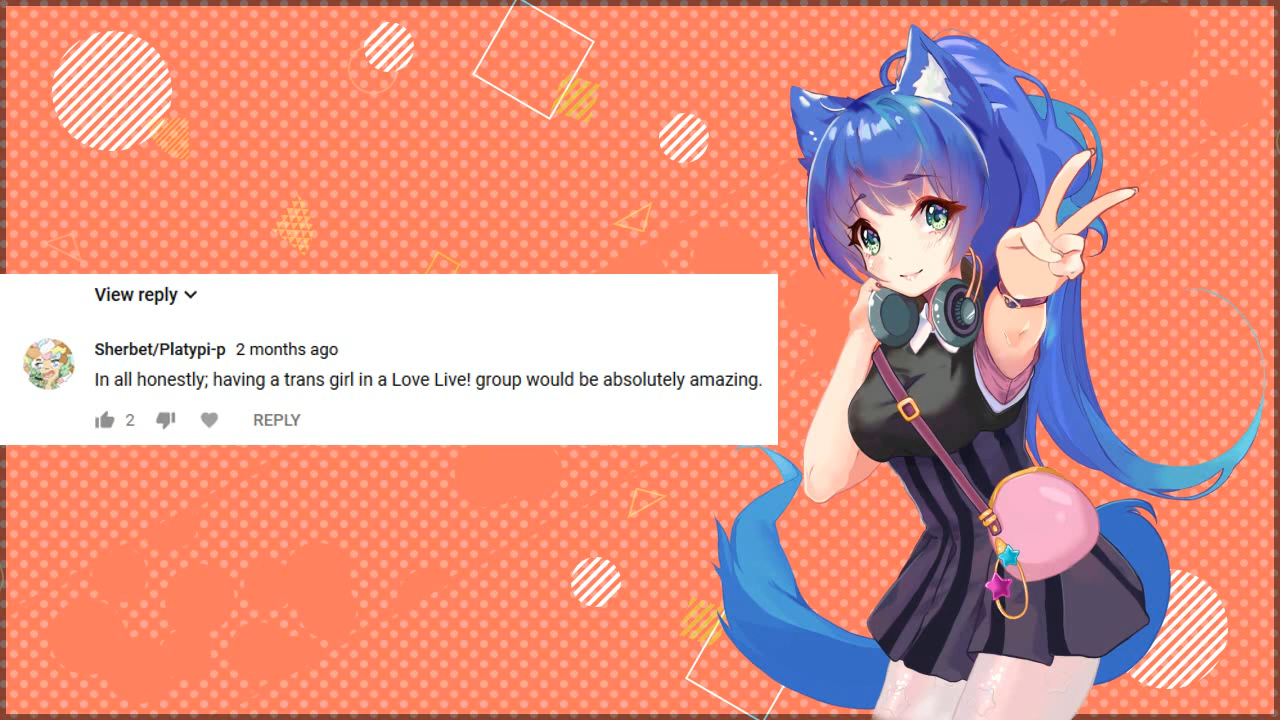 View reply
Sherbet/Platypi-p 2 months ago
In all honestly; having a trans girl in a Love Live! group would be absolutely amazing.
2 REPLY